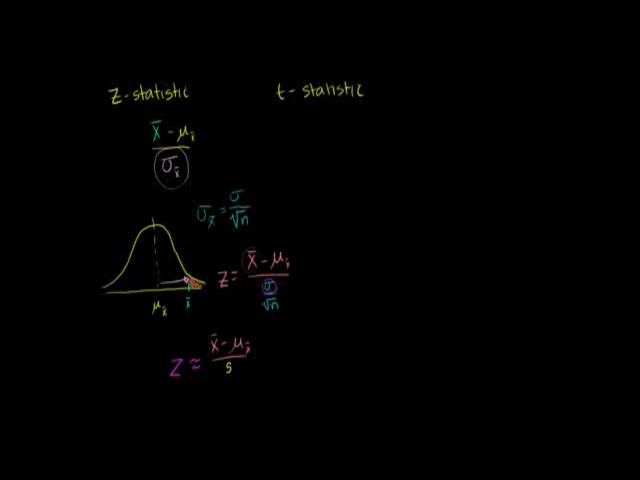 z-statistic
t-statistic
x̄ - μx̄
σx̄
σx̄ = σ/√n
z = (x̄ - μx̄)/(σ/√n)
μx̄ x̄
z ≈ (x̄ - μx̄)/s